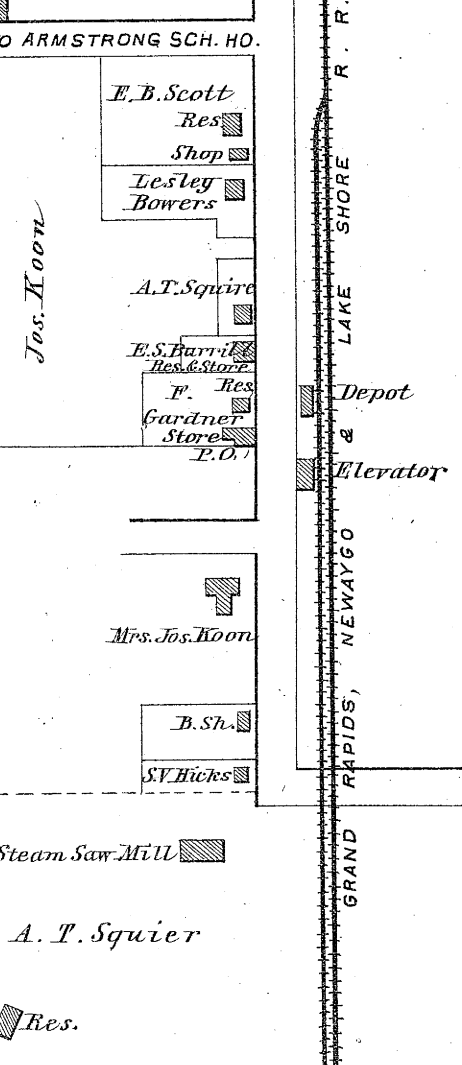 O ARMSTRONG SCH. HO.
E. B. Scott
Res
Shop
Lesley
Bowers
Jos. Koon
A. T. Squire
E. S. Burrill
Res. & Store
F.
Res
Gardner
Store
P.O.
Depot
Elevator
Mrs. Jos. Koon
B. Sh.
S.V Hicks
Steam Saw Mill
A. T. Squier
Res.
GRAND RAPIDS, NEWAYGO & LAKE SHORE R. R.